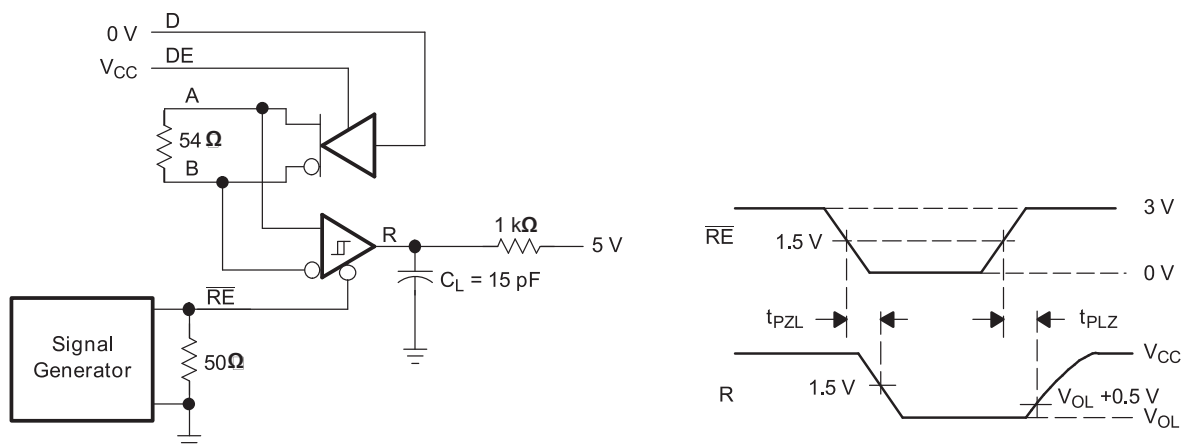 0 V
D
V_CC
DE
A
54 Ω
B
R
1 kΩ
5 V
C_L = 15 pF
RE
Signal
Generator
50Ω
3 V
RE
1.5 V
0 V
t_PZL
t_PLZ
V_CC
R
1.5 V
V_OL +0.5 V
V_OL